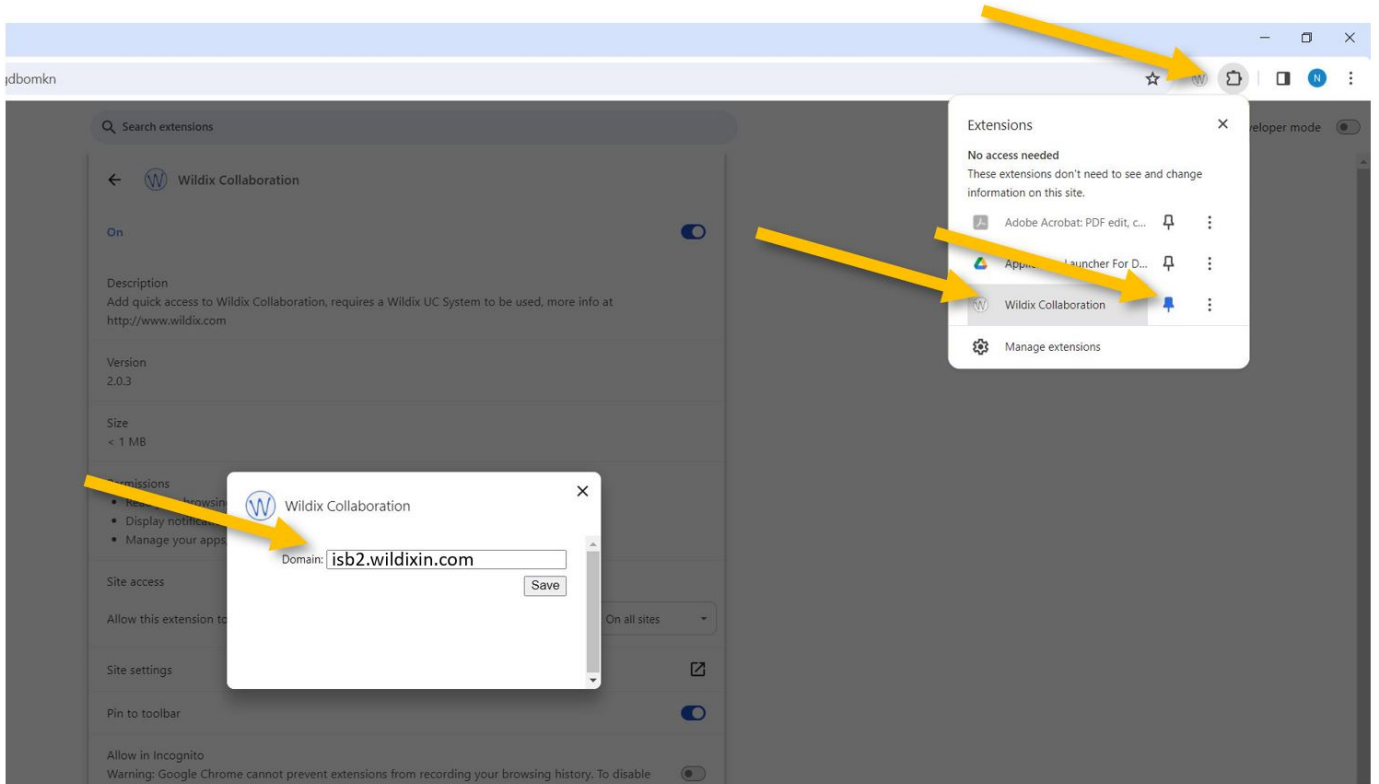 gdbomkn
W
N
Search extensions
veloper mode
Extensions
No access needed
These extensions don't need to see and change
information on this site.
Adobe Acrobat: PDF edit, c...
Launcher For D...
W Wildix Collaboration
Manage extensions
W Wildix Collaboration
On
Description
Add quick access to Wildix Collaboration, requires a Wildix UC System to be used, more info at
http://www.wildix.com
Version
2.0.3
Size
< 1 MB
Permissions
• browsin
• Display
• Manage your apps
W Wildix Collaboration
Domain: isb2.wildixin.com
Save
Site access
Allow this extension to
On all sites
Site settings
Pin to toolbar
Allow in Incognito
Warning: Google Chrome cannot prevent extensions from recording your browsing history. To disable